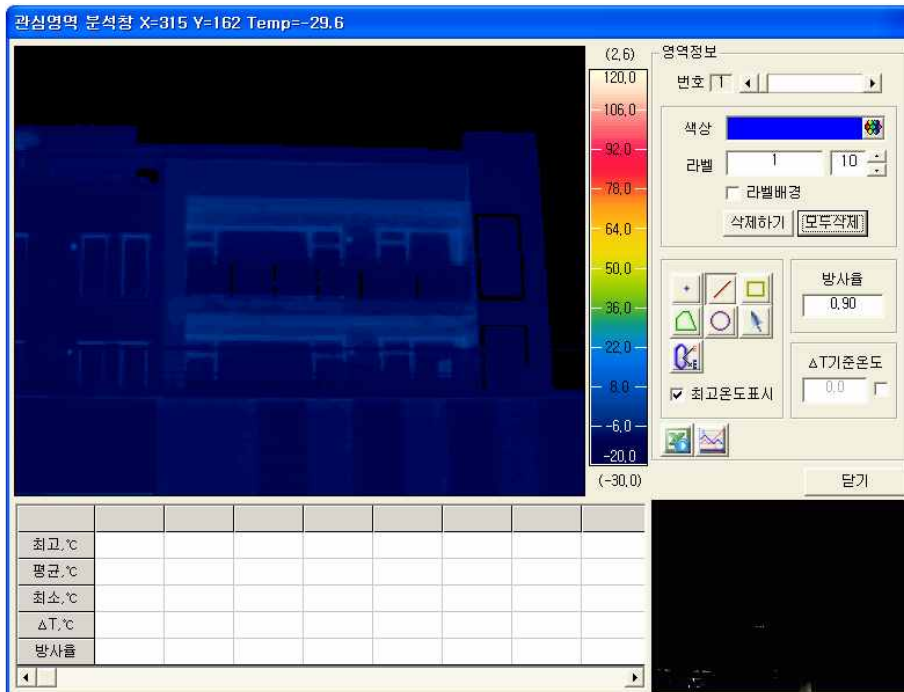 관심영역 분석창 X=315 Y=162 Temp=-29.6
(2.6)
120.0
106.0
92.0
78.0
64.0
50.0
36.0
22.0
8.0
-6.0
-20.0
(-30.0)
영역정보
번호 1
색상
라벨 1 10
라벨배경
삭제하기 모두삭제
방사율
0.90
최고온도표시
ΔT기준온도
0.0
닫기
최고,℃
평균,℃
최소,℃
ΔT,℃
방사율